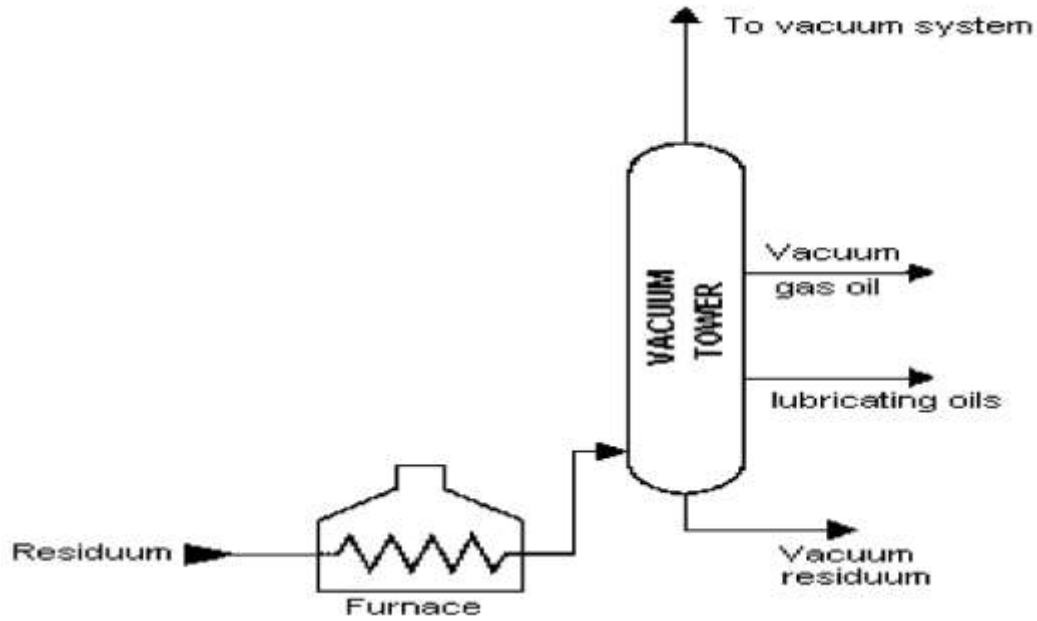 To vacuum system
Vacuum
gas oil
VACUUM
TOWER
lubricating oils
Residuum
Furnace
Vacuum
residuum